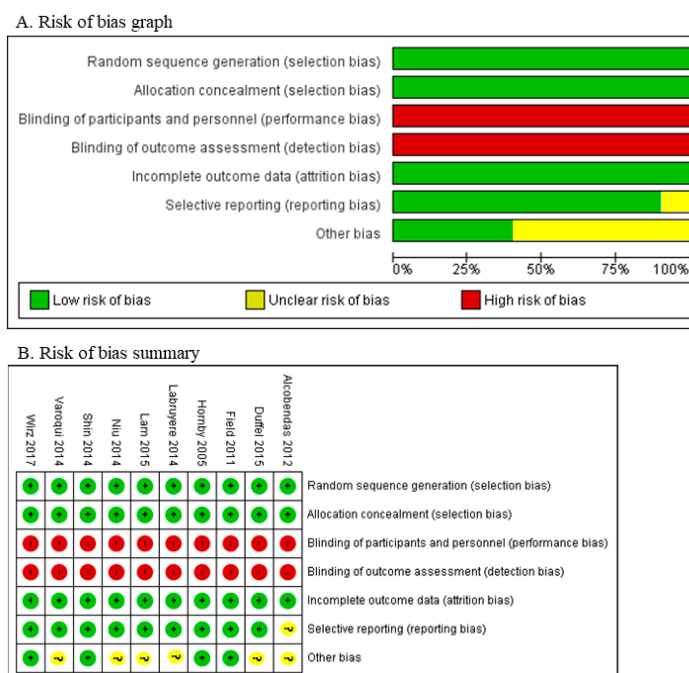 A. Risk of bias graph
Random sequence generation (selection bias)
Allocation concealment (selection bias)
Blinding of participants and personnel (performance bias)
Blinding of outcome assessment (detection bias)
Incomplete outcome data (attrition bias)
Selective reporting (reporting bias)
Other bias
0% 25% 50% 75% 100%
Low risk of bias Unclear risk of bias High risk of bias
B. Risk of bias summary
Wirz 2017
Varoqui 2014
Shin 2014
Niu 2014
Lam 2015
Labruyere 2014
Hornby 2005
Field 2011
Duffel 2015
Alcobendas 2012
+ + + + + + + + + + Random sequence generation (selection bias)
+ + + + + + + + + + Allocation concealment (selection bias)
- - - - - - - - - - Blinding of participants and personnel (performance bias)
- - - - - - - - - - Blinding of outcome assessment (detection bias)
+ + + + + + + + + + Incomplete outcome data (attrition bias)
+ + + + + + + + + ? Selective reporting (reporting bias)
+ ? + ? ? ? + + ? ? Other bias